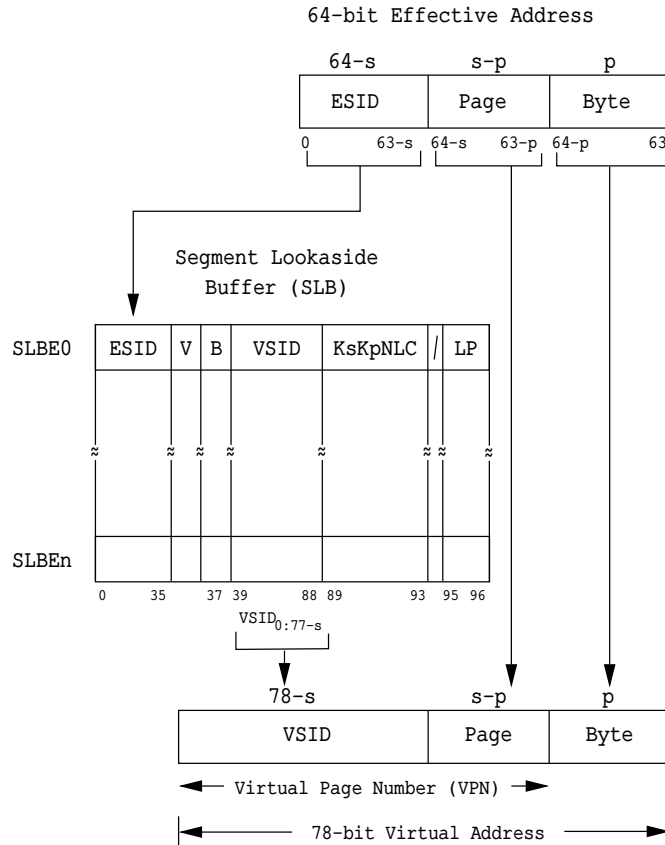 64-bit Effective Address
64-s s-p p
ESID Page Byte
0 63-s 64-s 63-p 64-p 63
Segment Lookaside
Buffer (SLB)
SLBE0 ESID V B VSID KsKpNLC / LP
≈ ≈ ≈ ≈ ≈ ≈ ≈ ≈
SLBEn
0 35 37 39 88 89 93 95 96
VSID0:77-s
78-s s-p p
VSID Page Byte
Virtual Page Number (VPN)
78-bit Virtual Address